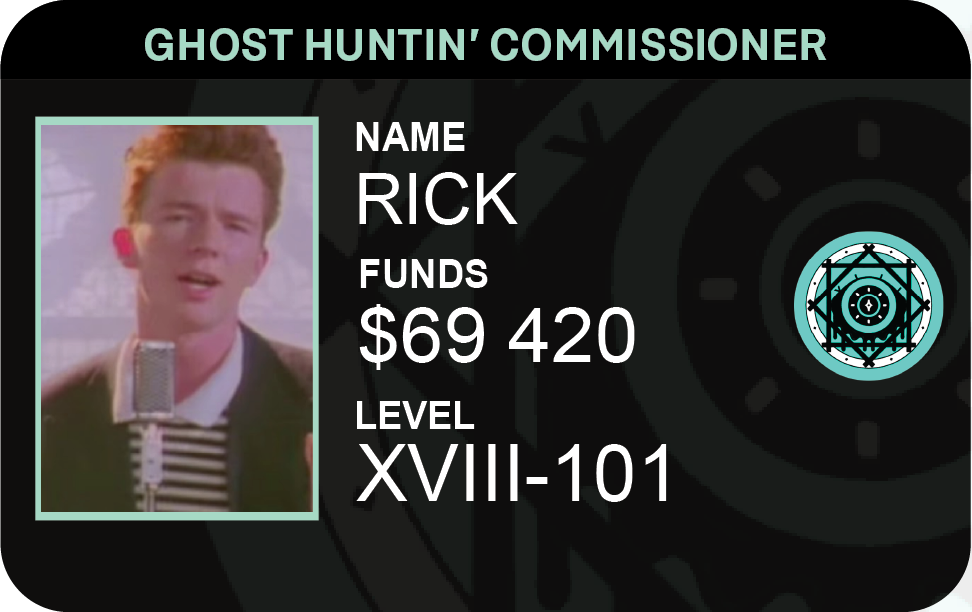 GHOST HUNTIN’ COMMISSIONER
NAME
RICK
FUNDS
$69 420
LEVEL
XVIII-101